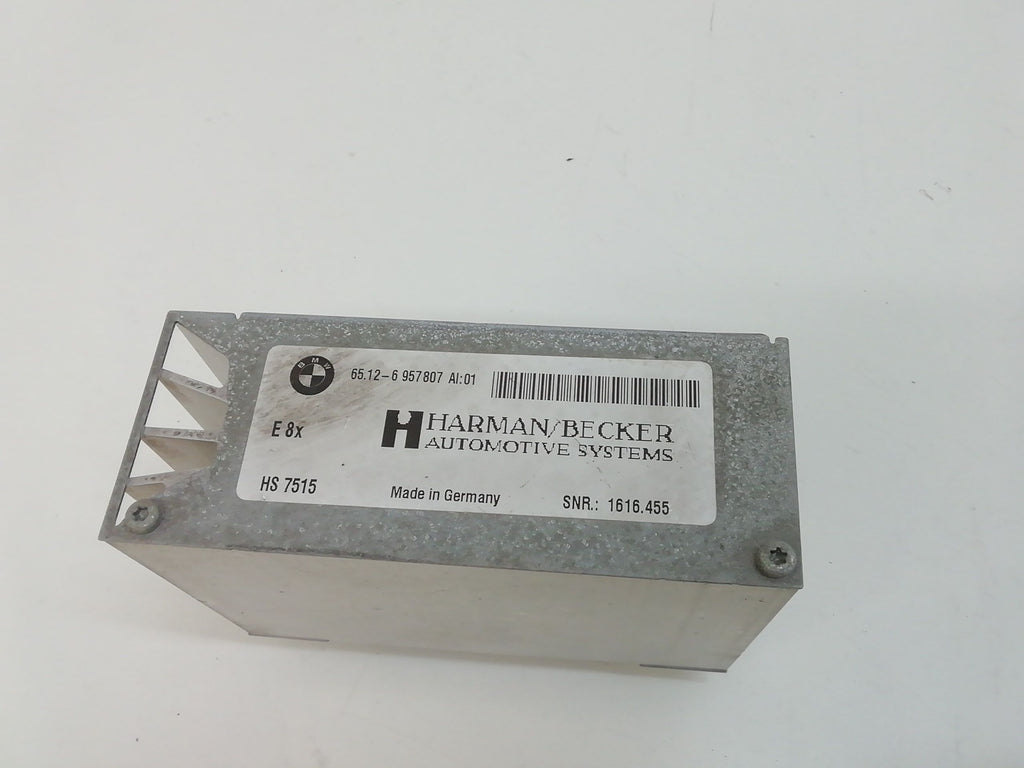 BMW
65.12-6 957807 AI:01
E 8x
H HARMAN/BECKER
AUTOMOTIVE SYSTEMS
HS 7515
Made in Germany
SNR.: 1616.455